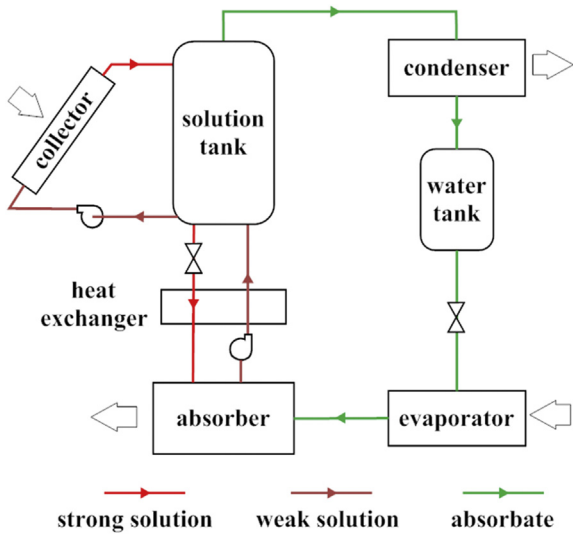 collector
solution
tank
condenser
water
tank
heat
exchanger
absorber
evaporator
strong solution
weak solution
absorbate